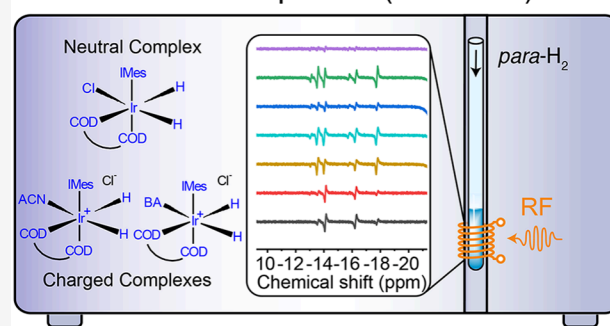 Neutral Complex
IMes
Cl
H
Ir
COD
H
COD
IMes
Cl-
ACN
H
Ir+
COD
H
COD
IMes
Cl-
BA
H
Ir+
COD
H
COD
Charged Complexes
10 -12 -14 -16 -18 -20
Chemical shift (ppm)
para-H2
RF